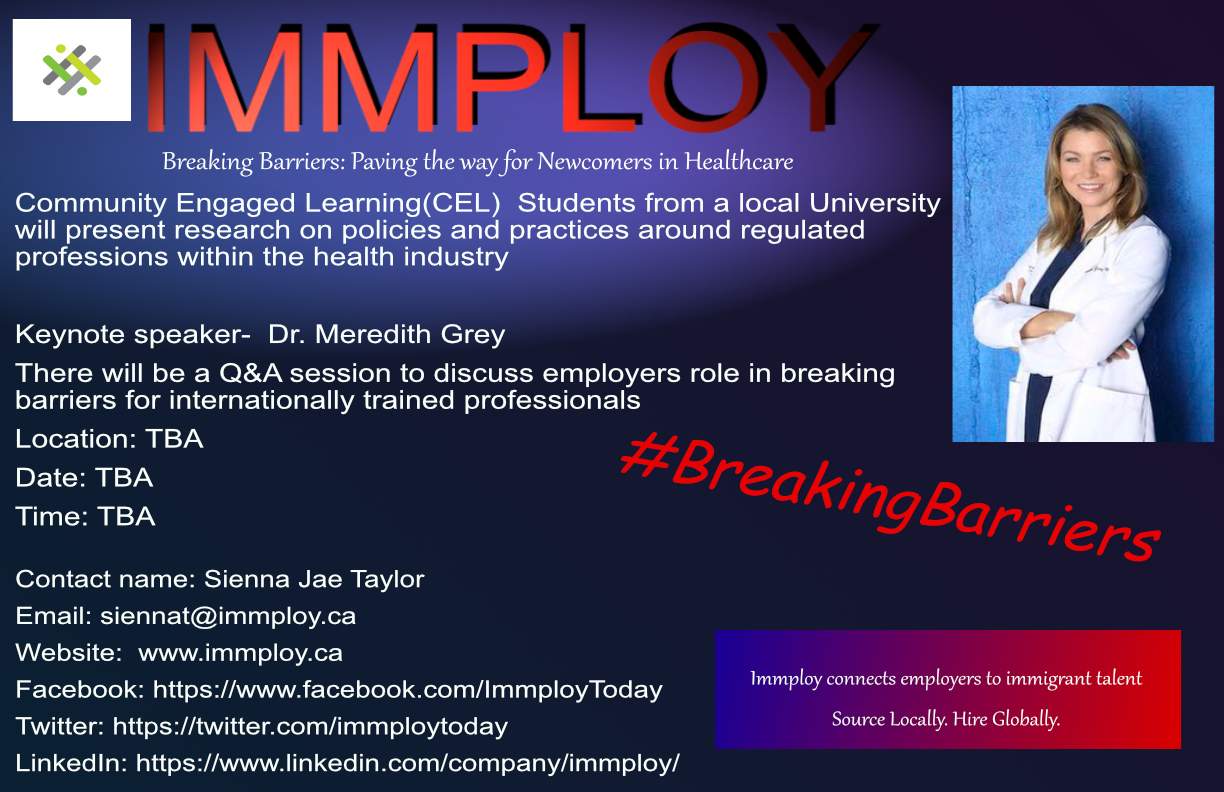 IMMPLOY
Breaking Barriers: Paving the way for Newcomers in Healthcare
Community Engaged Learning(CEL)  Students from a local University
will present research on policies and practices around regulated
professions within the health industry
Keynote speaker-  Dr. Meredith Grey
There will be a Q&A session to discuss employers role in breaking
barriers for internationally trained professionals
Location: TBA
Date: TBA
Time: TBA
#BreakingBarriers
Contact name: Sienna Jae Taylor
Email: siennat@immploy.ca
Website:  www.immploy.ca
Facebook: https://www.facebook.com/ImmployToday
Twitter: https://twitter.com/immploytoday
LinkedIn: https://www.linkedin.com/company/immploy/
Immploy connects employers to immigrant talent
Source Locally. Hire Globally.